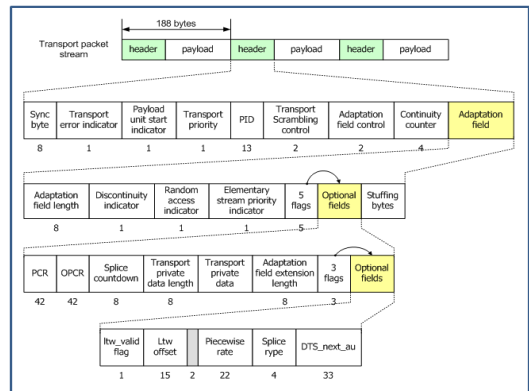 188 bytes
Transport packet stream
header payload header payload header payload
Sync byte
Transport error indicator
Payload unit start indicator
Transport priority
PID
Transport Scrambling control
Adaptation field control
Continuity counter
Adaptation field
8 1 1 1 13 2 2 4
Adaptation field length
Discontinuity indicator
Random access indicator
Elementary stream priority indicator
5 flags
Optional fields
Stuffing bytes
8 1 1 1 5
PCR
OPCR
Splice countdown
Transport private data length
Transport private data
Adaptation field extension length
3 flags
Optional fields
42 42 8 8 8 3
ltw_valid flag
Ltw offset
Piecewise rate
Splice rype
DTS_next_au
1 15 2 22 4 33